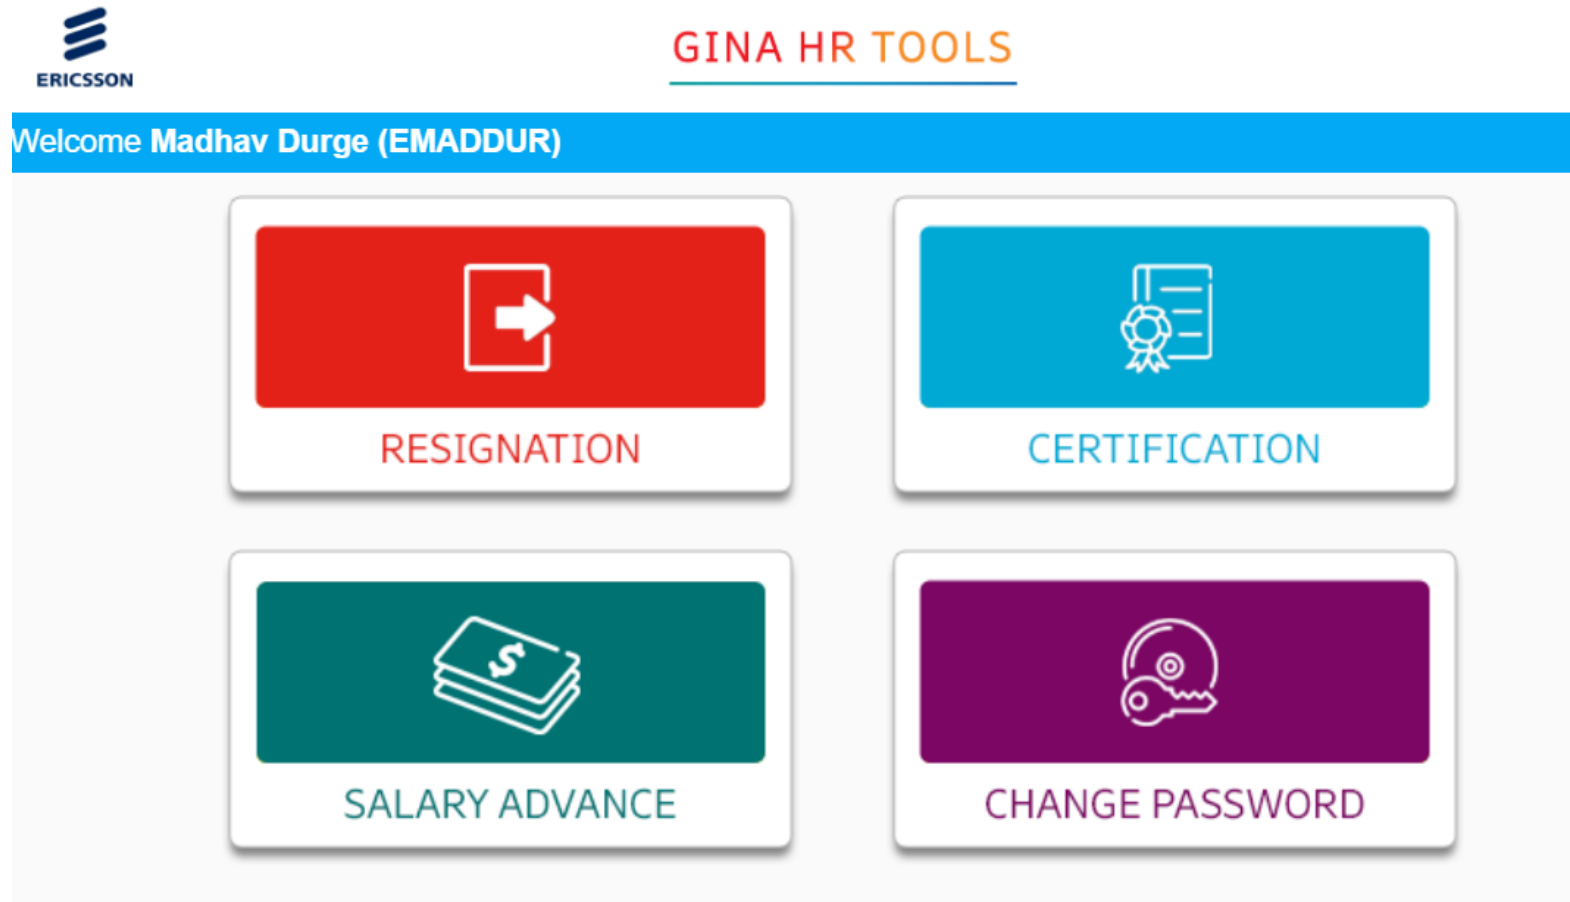 ERICSSON
GINA HR TOOLS
Welcome Madhav Durge (EMADDUR)
RESIGNATION
CERTIFICATION
$
SALARY ADVANCE
CHANGE PASSWORD